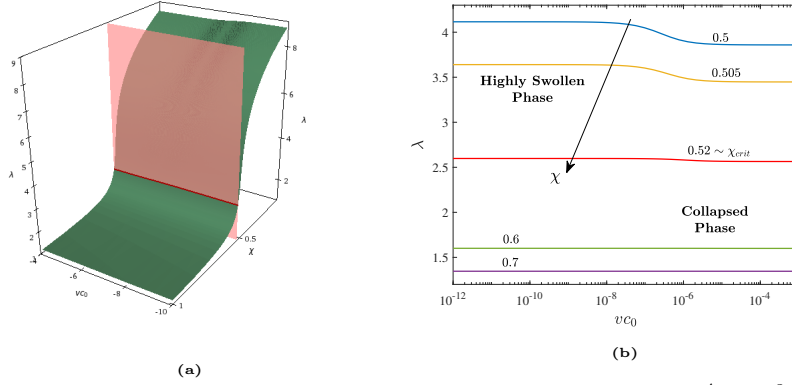 9
8
7
6
5
4
3
2
λ
-4
-6
-8
-10
vc₀
1
0.5
χ
8
6
4
2
λ
(a)
4
3.5
3
2.5
2
1.5
λ
0.5
0.505
Highly Swollen
Phase
0.52 ~ χcrit
χ
Collapsed
Phase
0.6
0.7
10⁻¹² 10⁻¹⁰ 10⁻⁸ 10⁻⁶ 10⁻⁴
vc₀
(b)